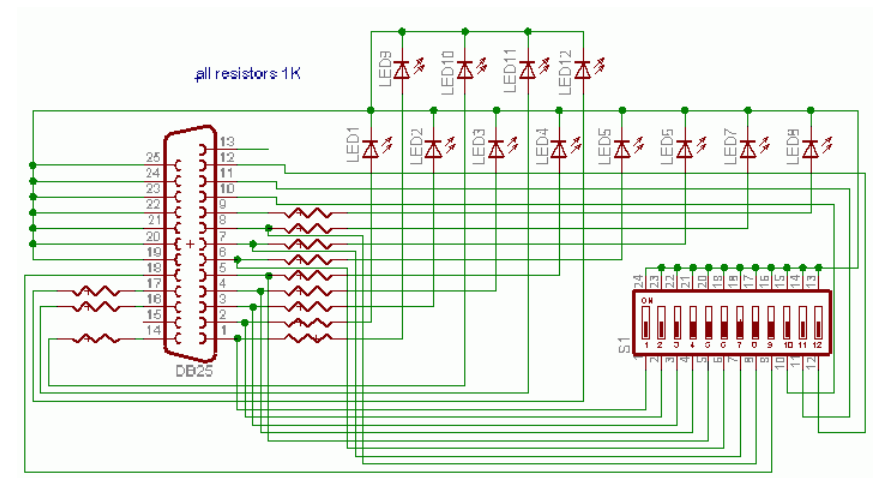 LED9
LED10
LED11
LED12
all resistors 1K
LED1
LED2
LED3
LED4
LED5
LED6
LED7
LED8
13
25
12
24
11
23
10
22
9
21
8
20
7
19
6
18
5
17
4
16
3
15
2
14
1
DB25
24 23 22 21 20 19 18 17 16 15 14 13
ON
1 2 3 4 5 6 7 8 9 10 11 12
S1
1 2 3 4 5 6 7 8 9 10 11 12